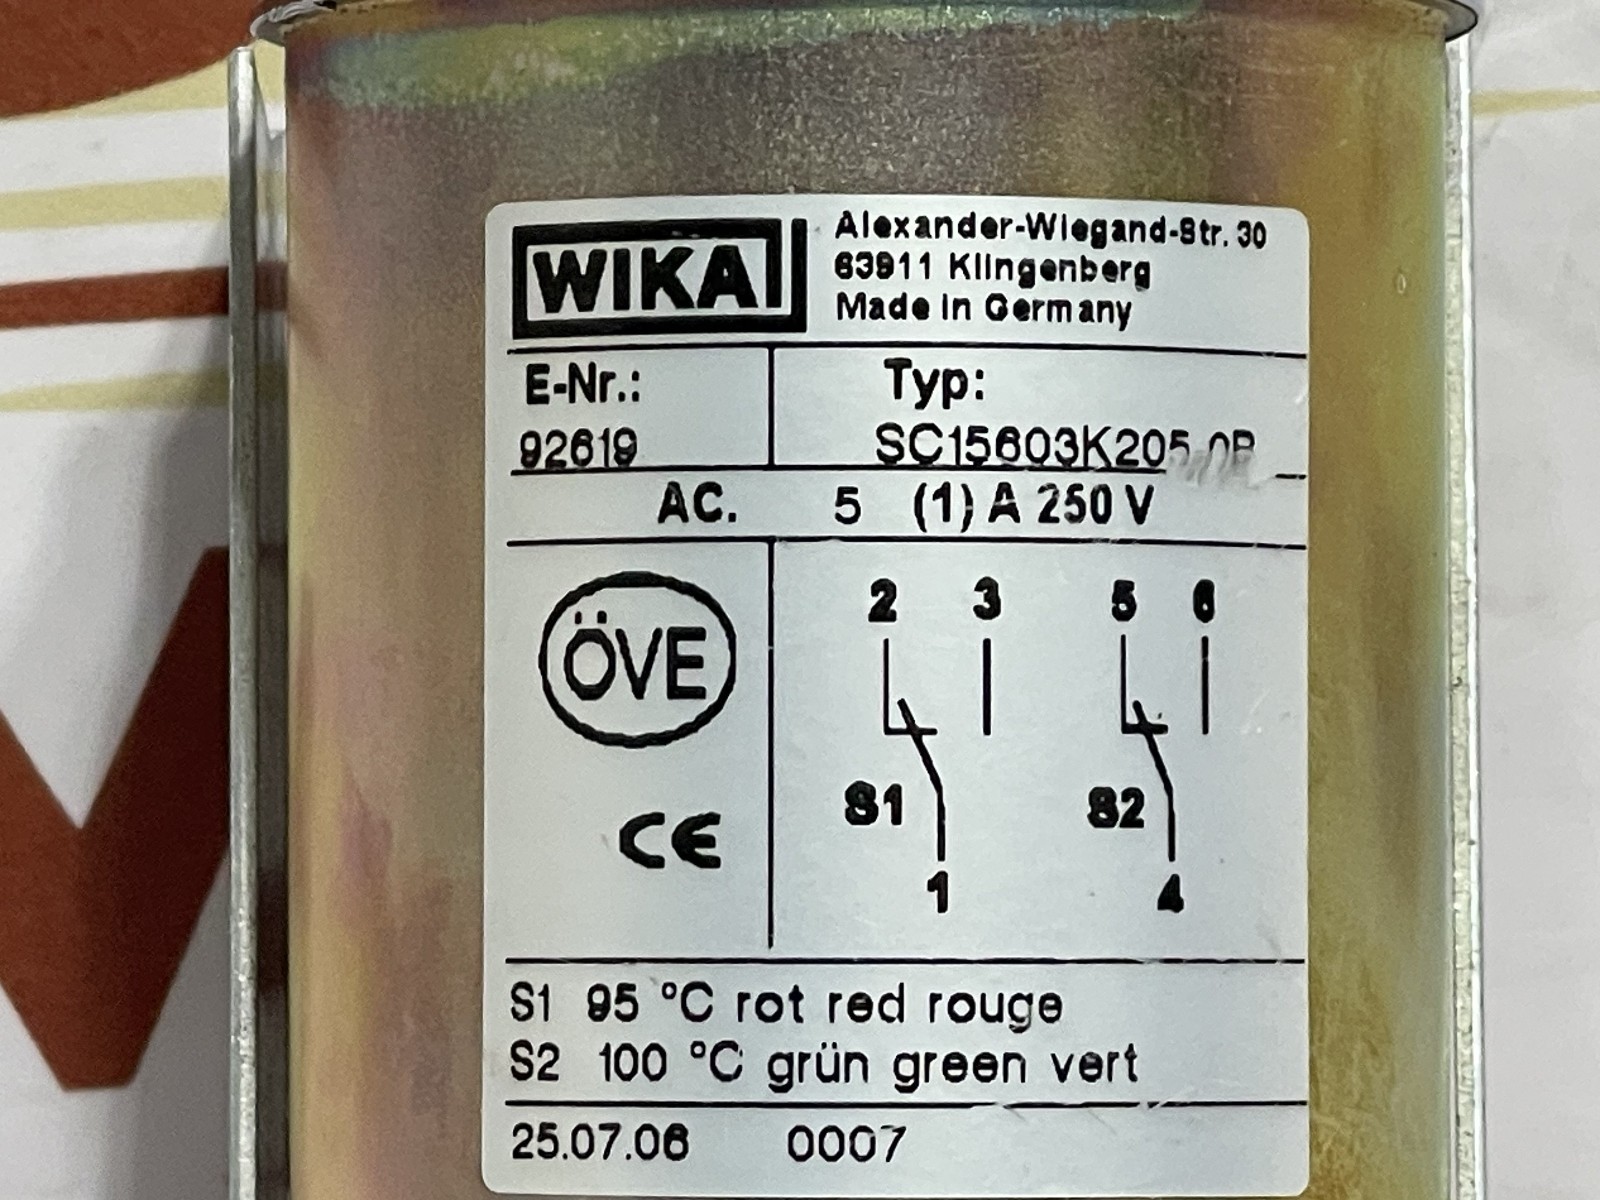 WIKA
Alexander-Wiegand-Str. 30
63911 Klingenberg
Made in Germany
E-Nr.: Typ:
92619
AC. 5 (1) A 250 V
ÖVE
CE
2 3 5 6
S1 S2
1 4
S1 95 °C rot red rouge
S2 100 °C grün green vert
25.07.06 0007